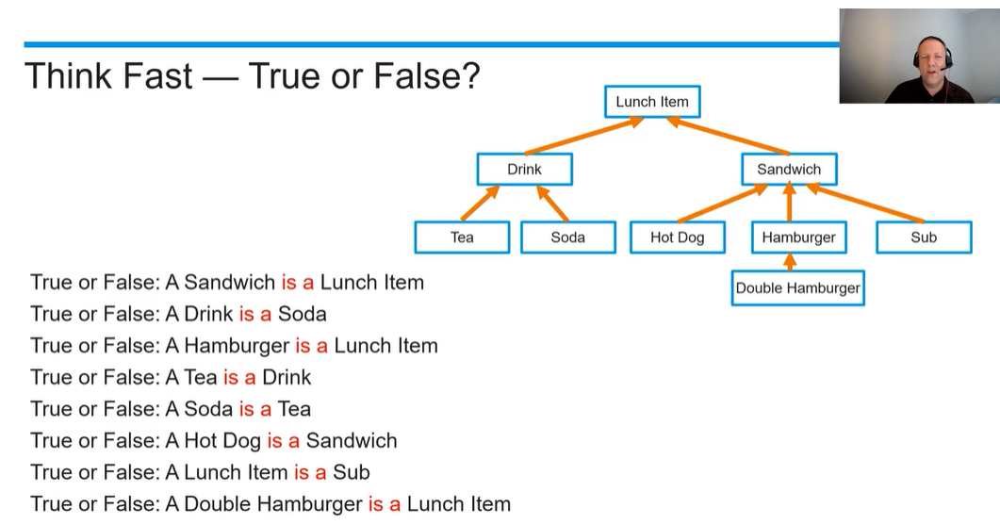 Think Fast — True or False?
Lunch Item
Drink
Sandwich
Tea
Soda
Hot Dog
Hamburger
Sub
Double Hamburger
True or False: A Sandwich is a Lunch Item
True or False: A Drink is a Soda
True or False: A Hamburger is a Lunch Item
True or False: A Tea is a Drink
True or False: A Soda is a Tea
True or False: A Hot Dog is a Sandwich
True or False: A Lunch Item is a Sub
True or False: A Double Hamburger is a Lunch Item